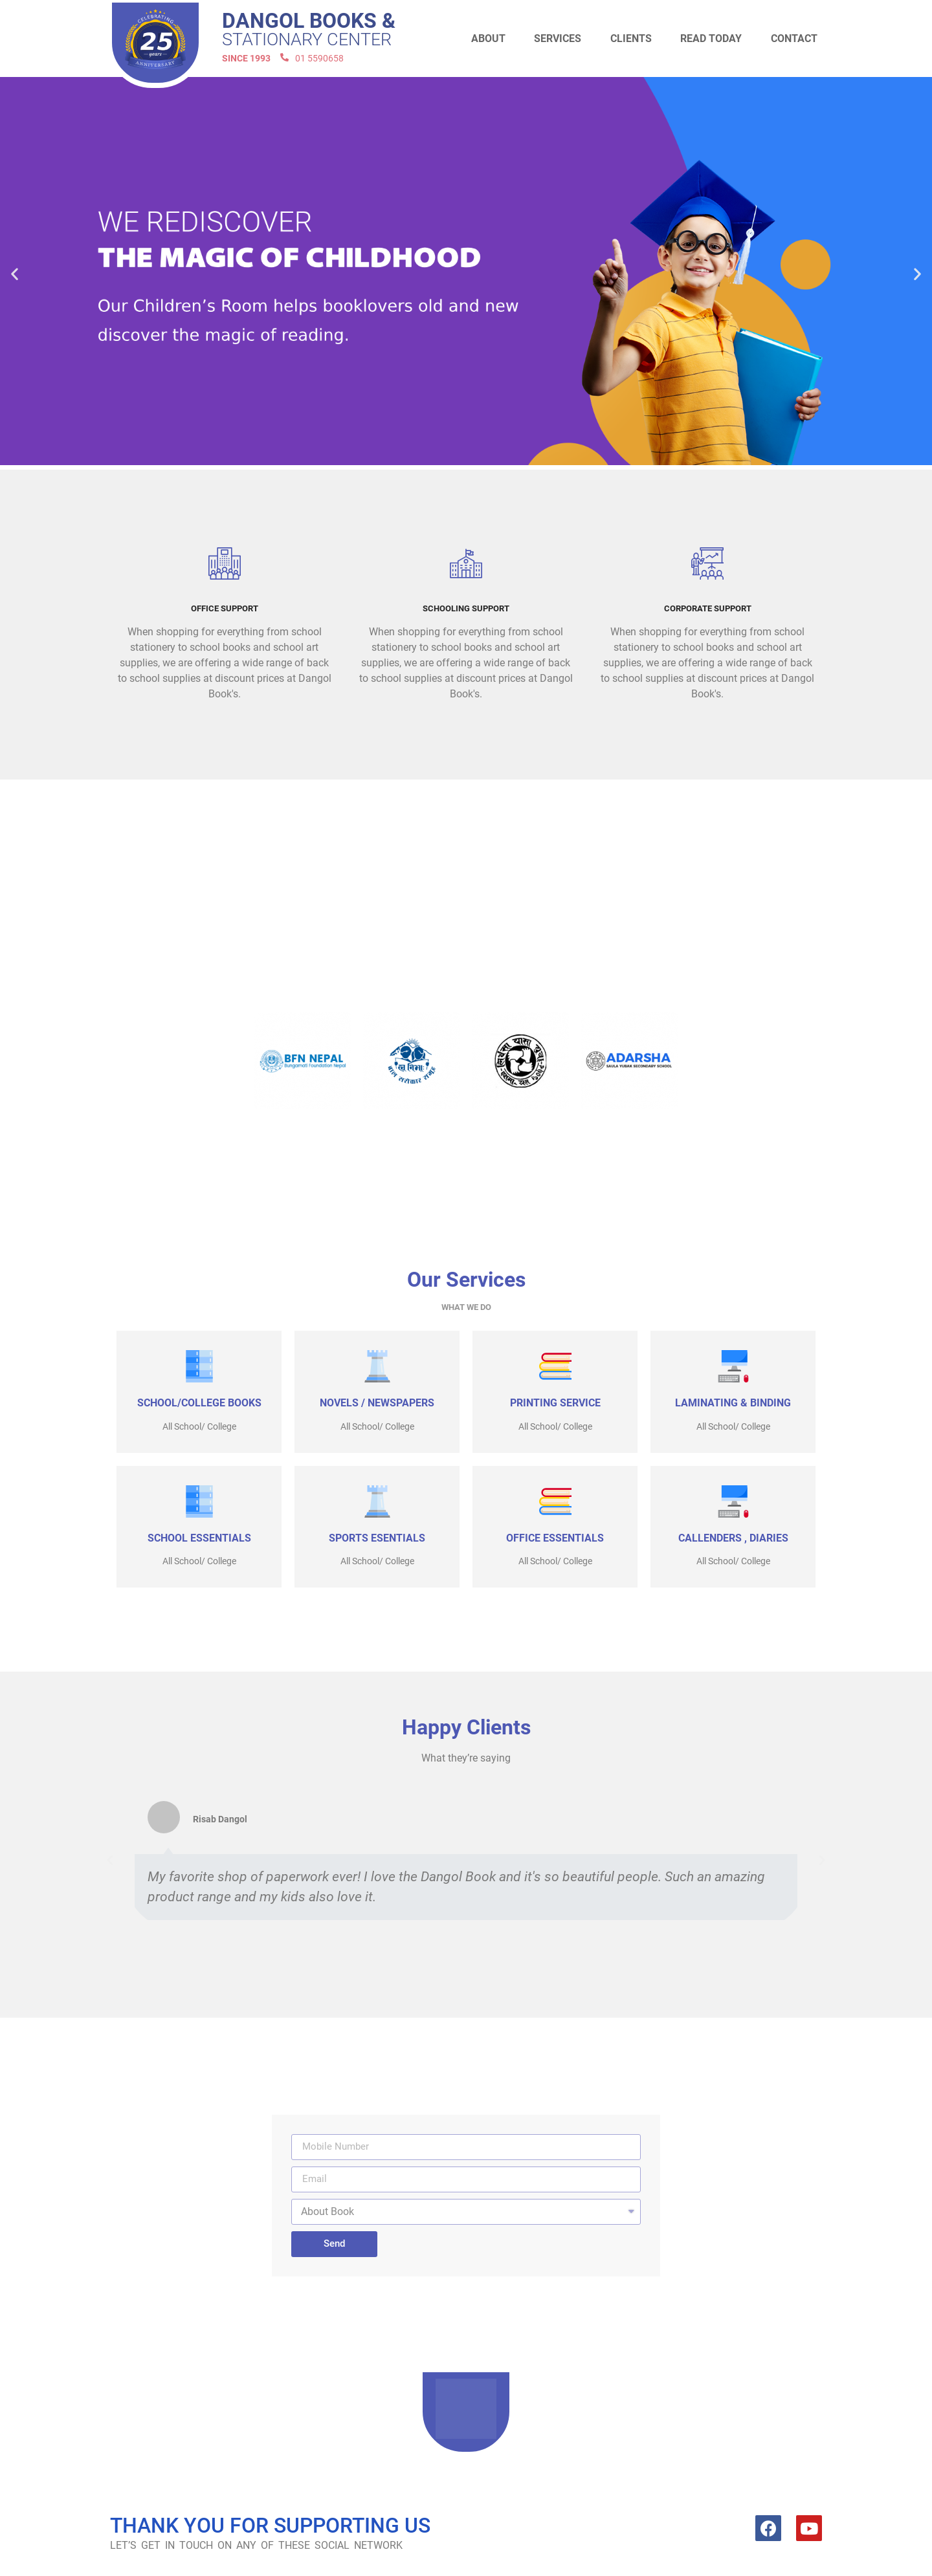 CELEBRATING
25
years
ANNIVERSARY
DANGOL BOOKS &
STATIONARY CENTER
SINCE 1993 01 5590658
ABOUT SERVICES CLIENTS READ TODAY CONTACT
WE REDISCOVER
THE MAGIC OF CHILDHOOD
Our Children’s Room helps booklovers old and new
discover the magic of reading.
OFFICE SUPPORT
When shopping for everything from school
stationery to school books and school art
supplies, we are offering a wide range of back
to school supplies at discount prices at Dangol
Book's.
SCHOOLING SUPPORT
When shopping for everything from school
stationery to school books and school art
supplies, we are offering a wide range of back
to school supplies at discount prices at Dangol
Book's.
CORPORATE SUPPORT
When shopping for everything from school
stationery to school books and school art
supplies, we are offering a wide range of back
to school supplies at discount prices at Dangol
Book's.
BFN NEPAL
Bungamati Foundation Nepal
ADARSHA
SAULA YUBAK SECONDARY SCHOOL
Our Services
WHAT WE DO
SCHOOL/COLLEGE BOOKS
All School/ College
NOVELS / NEWSPAPERS
All School/ College
PRINTING SERVICE
All School/ College
LAMINATING & BINDING
All School/ College
SCHOOL ESSENTIALS
All School/ College
SPORTS ESENTIALS
All School/ College
OFFICE ESSENTIALS
All School/ College
CALLENDERS , DIARIES
All School/ College
Happy Clients
What they’re saying
Risab Dangol
My favorite shop of paperwork ever! I love the Dangol Book and it's so beautiful people. Such an amazing
product range and my kids also love it.
Mobile Number
Email
About Book
Send
THANK YOU FOR SUPPORTING US
LET’S GET IN TOUCH ON ANY OF THESE SOCIAL NETWORK